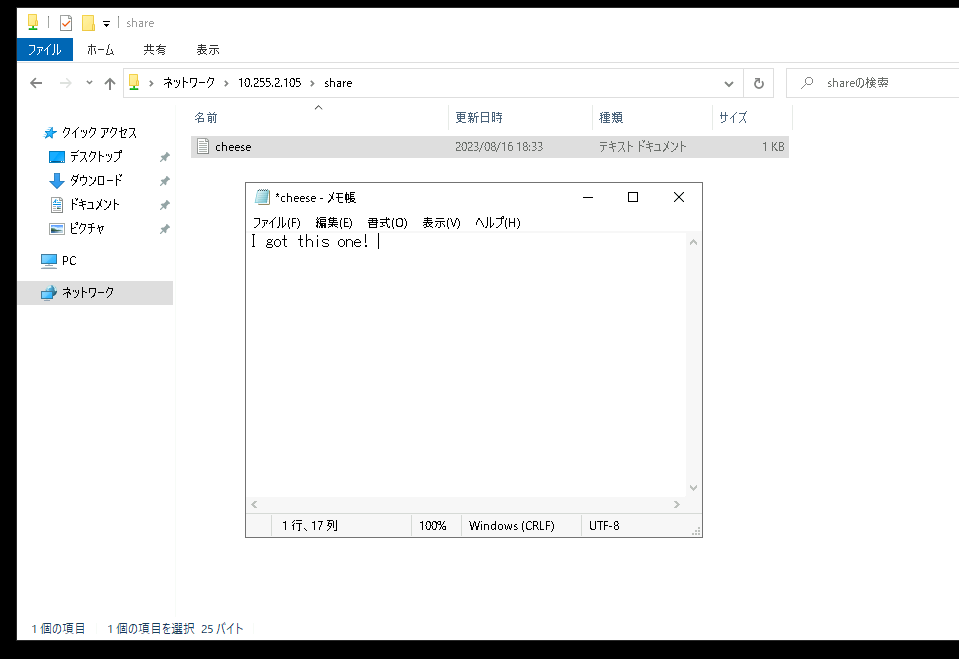 share
ファイル ホーム 共有 表示
ネットワーク 10.255.2.105 share shareの検索
名前 更新日時 種類 サイズ
クイック アクセス
デスクトップ
ダウンロード
ドキュメント
ピクチャ
PC
ネットワーク
cheese 2023/08/16 18:33 テキスト ドキュメント 1 KB
*cheese - メモ帳
ファイル(F) 編集(E) 書式(O) 表示(V) ヘルプ(H)
I got this one!
1 行、17 列 100% Windows (CRLF) UTF-8
1 個の項目 1 個の項目を選択 25 バイト